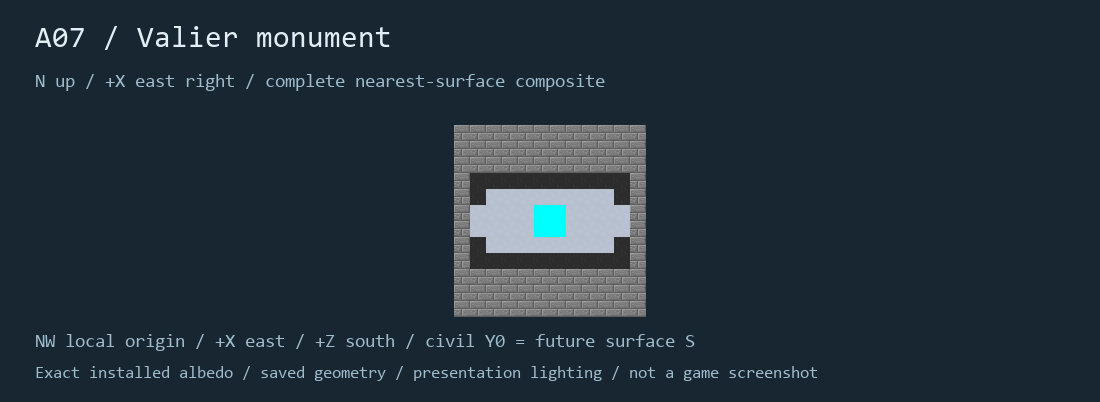 A07 / Valier monument
N up / +X east right / complete nearest-surface composite
NW local origin / +X east / +Z south / civil Y0 = future surface S
Exact installed albedo / saved geometry / presentation lighting / not a game screenshot